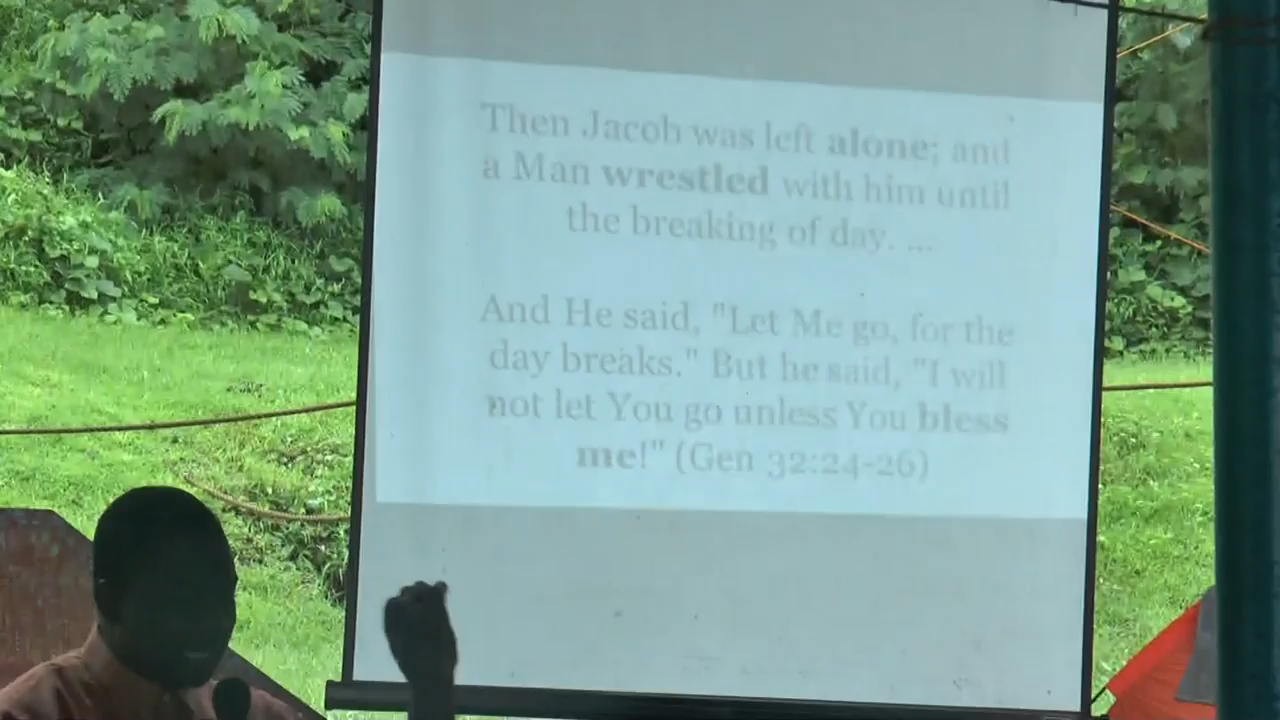 Then Jacob was left alone; and
a Man wrestled with him until
the breaking of day. ...
And He said, "Let Me go, for the
day breaks." But he said, "I will
not let You go unless You bless
me!" (Gen 32:24-26)